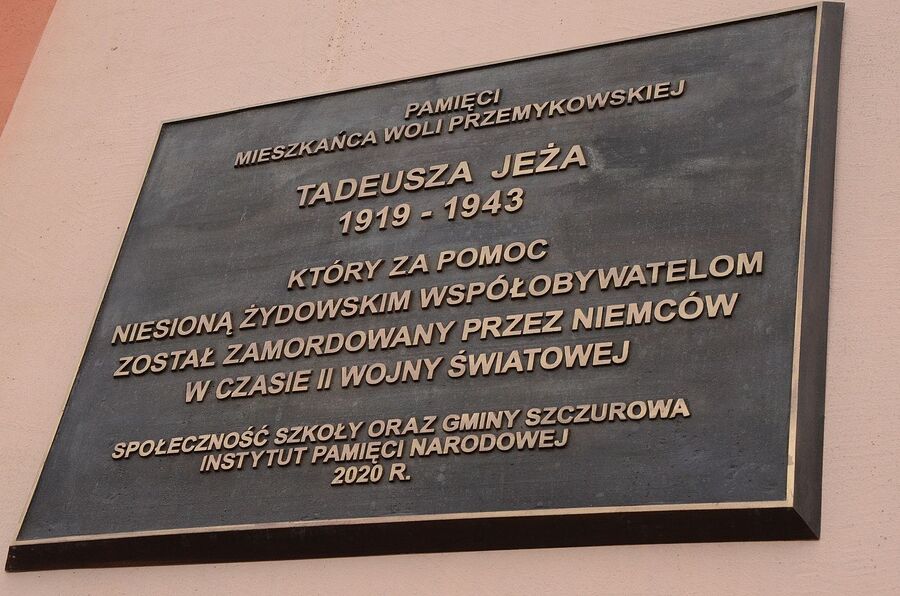 PAMIĘCI
MIESZKAŃCA WOLI PRZEMYKOWSKIEJ
TADEUSZA JEŻA
1919 - 1943
KTÓRY ZA POMOC
NIESIONĄ ŻYDOWSKIM WSPÓŁOBYWATELOM
ZOSTAŁ ZAMORDOWANY PRZEZ NIEMCÓW
W CZASIE II WOJNY ŚWIATOWEJ
SPOŁECZNOŚĆ SZKOŁY ORAZ GMINY SZCZUROWA
INSTYTUT PAMIĘCI NARODOWEJ
2020 R.